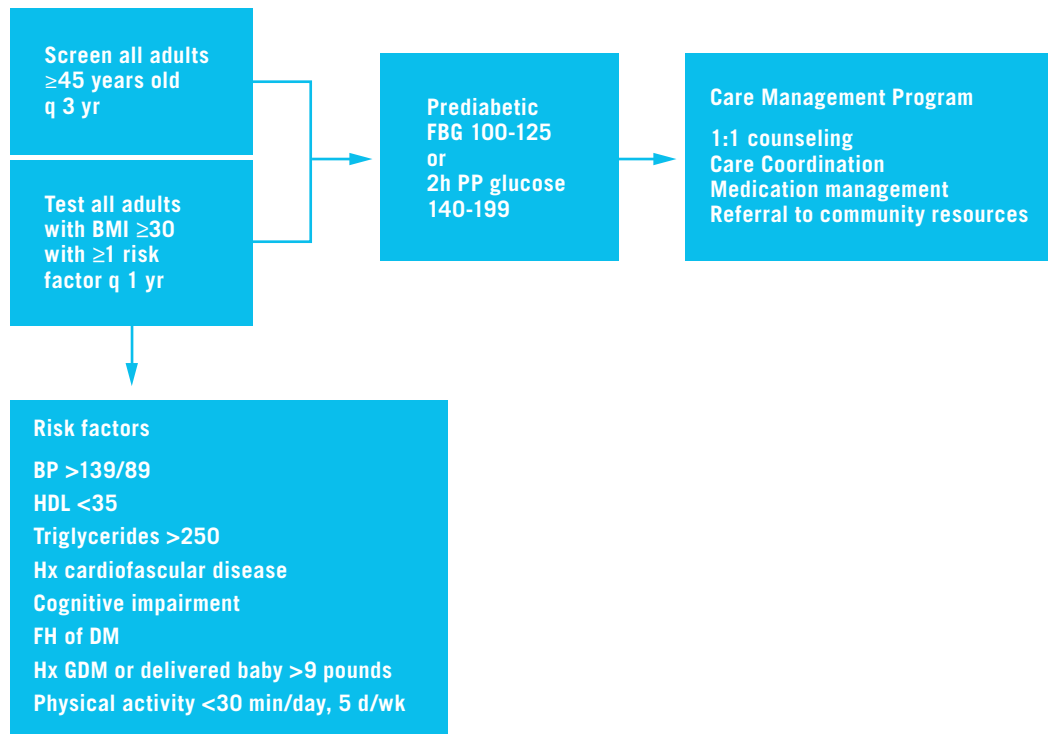 Screen all adults
≥45 years old
q 3 yr
Test all adults
with BMI ≥30
with ≥1 risk
factor q 1 yr
Prediabetic
FBG 100-125
or
2h PP glucose
140-199
Care Management Program
1:1 counseling
Care Coordination
Medication management
Referral to community resources
Risk factors
BP >139/89
HDL <35
Triglycerides >250
Hx cardiofascular disease
Cognitive impairment
FH of DM
Hx GDM or delivered baby >9 pounds
Physical activity <30 min/day, 5 d/wk